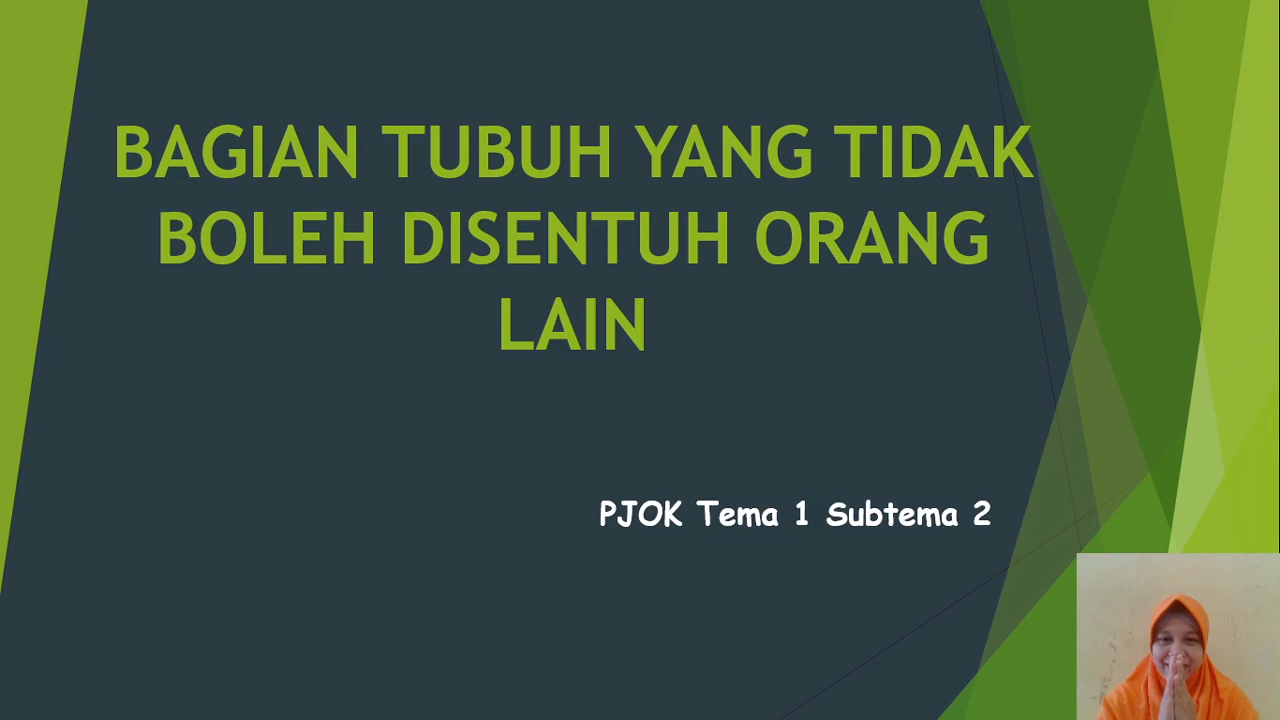 BAGIAN TUBUH YANG TIDAK
BOLEH DISENTUH ORANG
LAIN
PJOK Tema 1 Subtema 2